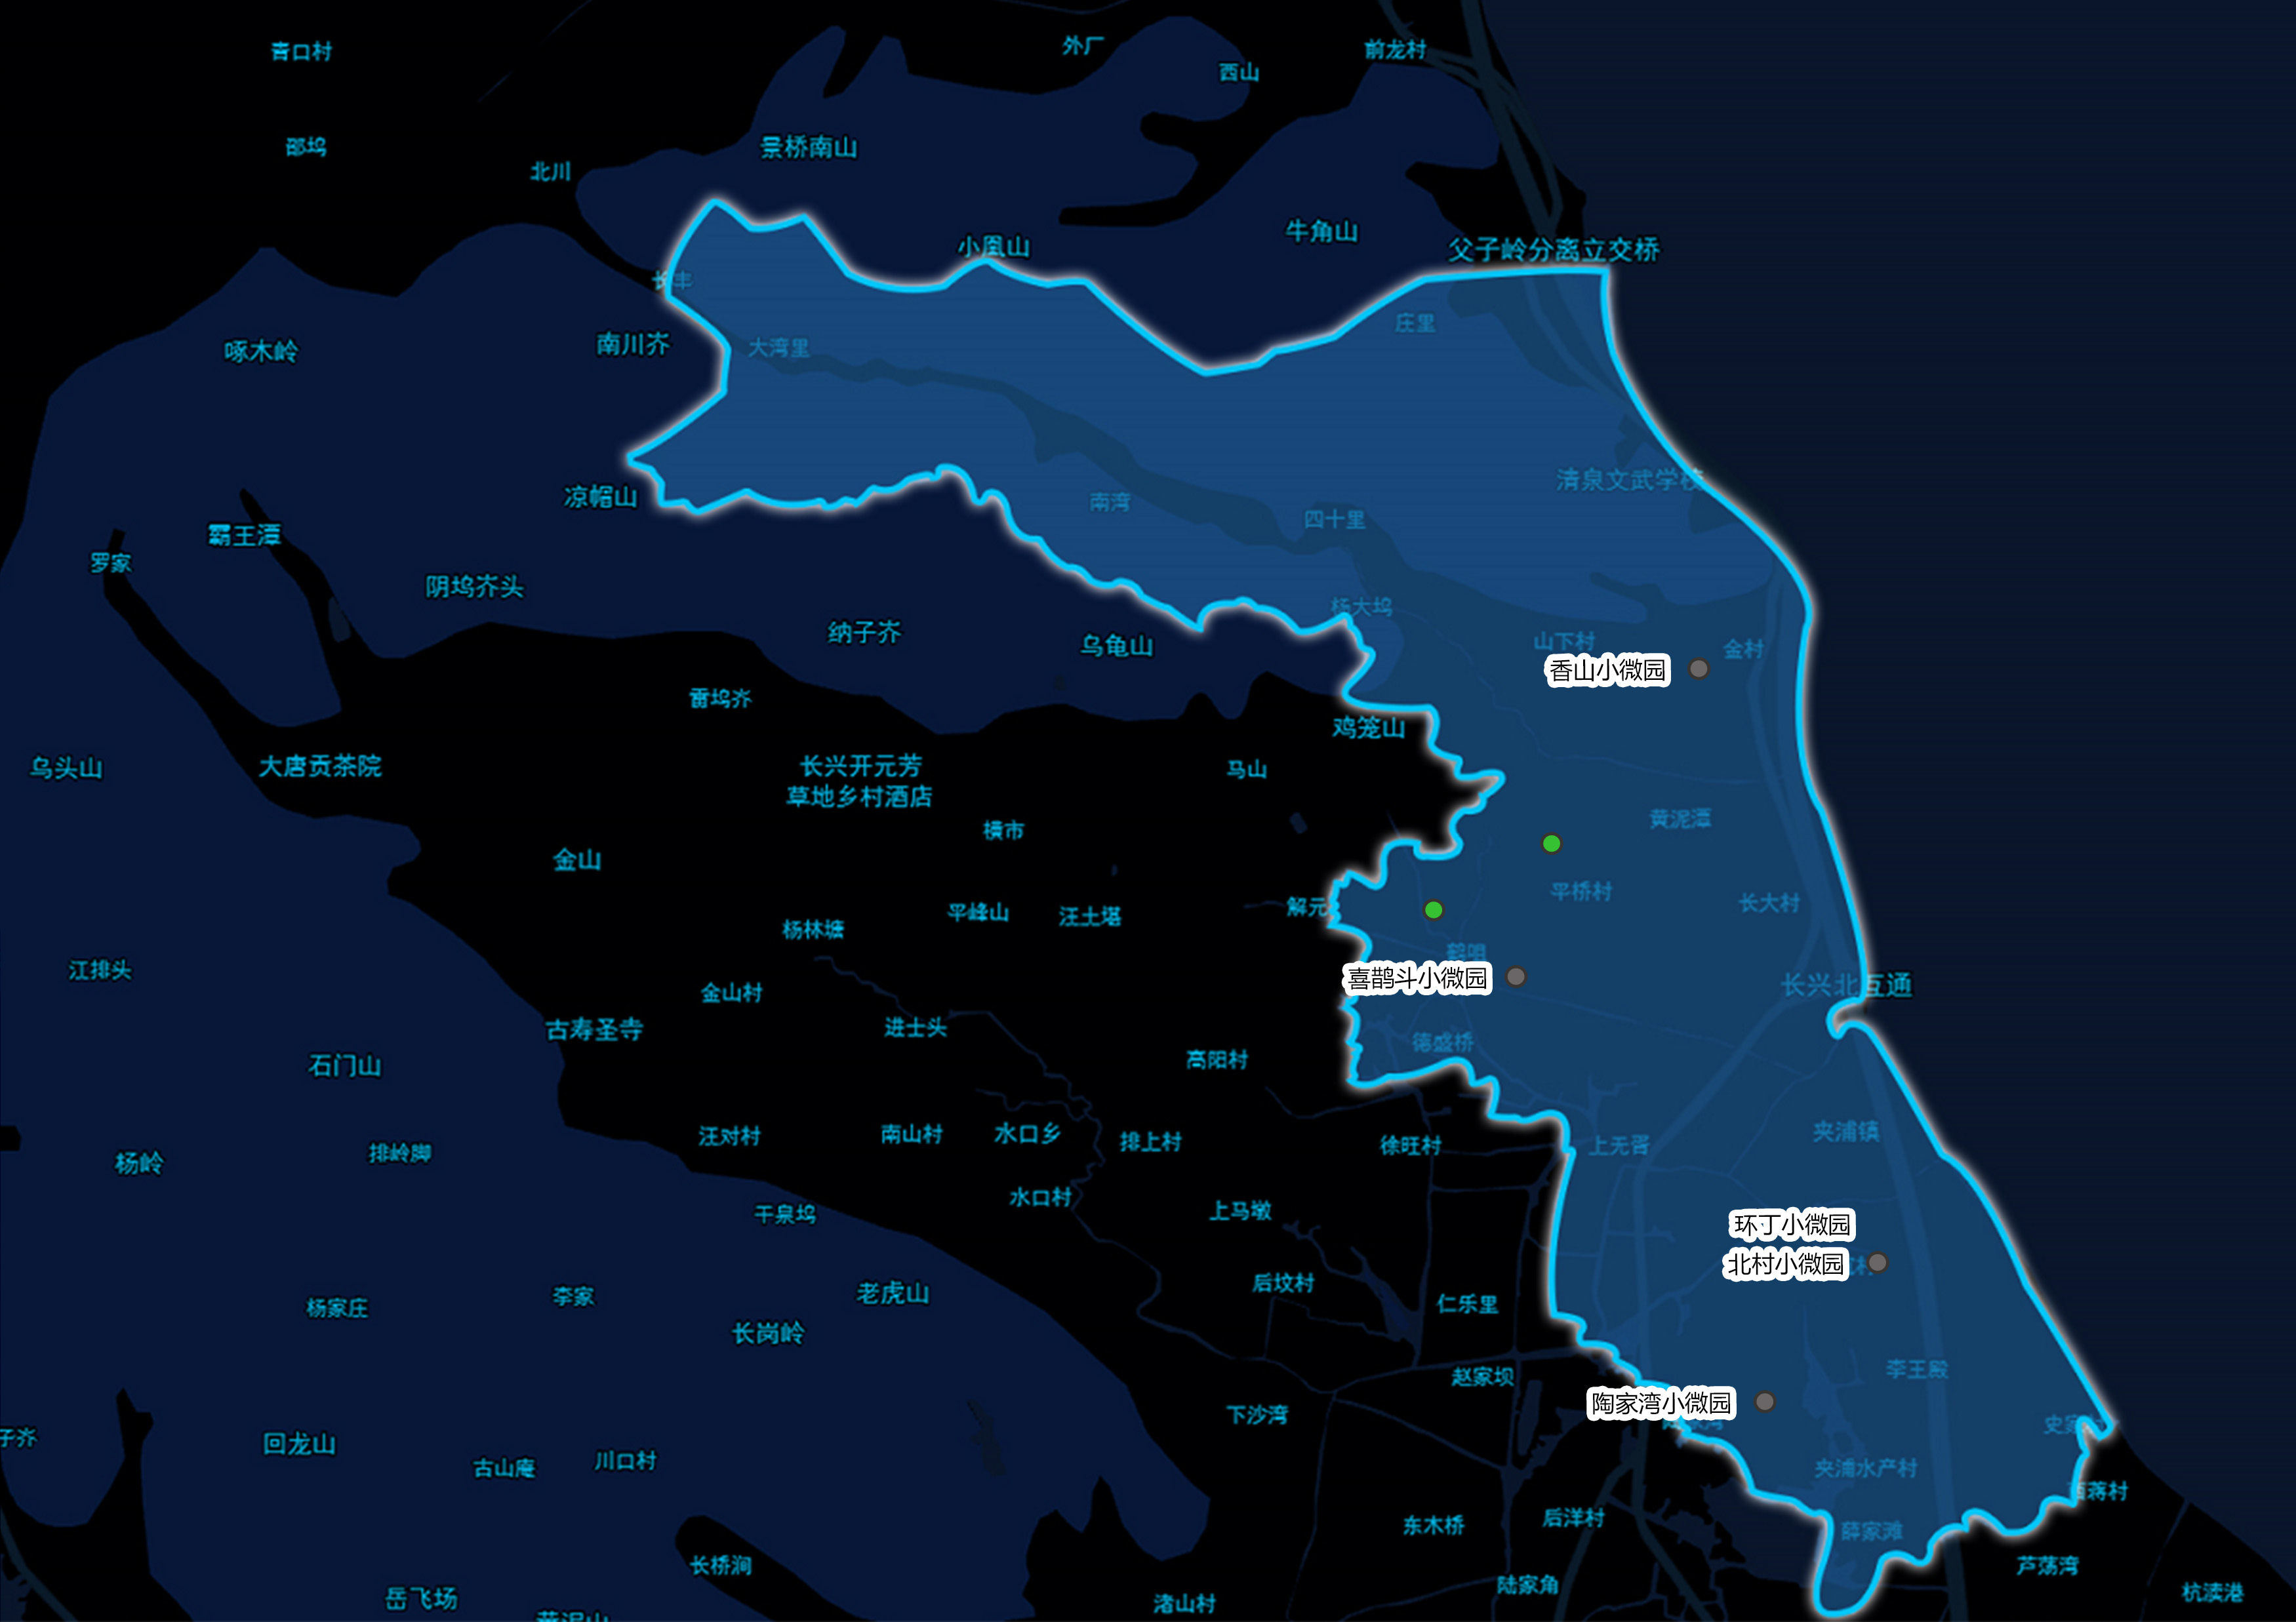 青口村
外厂
前龙村
西山
邵坞
景桥南山
北川
牛角山
小凰山
父子岭分离立交桥
长丰
庄里
南川岕
大湾里
啄木岭
清泉文武学校
凉帽山
南湾
四十里
霸王潭
罗家
阴坞岕头
杨大坞
纳子岕
乌龟山
山下村
金村
香山小微园
雷坞岕
鸡笼山
乌头山
大唐贡茶院
长兴开元芳
草地乡村酒店
马山
横市
黄泥潭
金山
平桥村
长大村
解元
平峰山
汪土堪
杨林塘
江排头
喜鹊斗小微园
长兴北互通
金山村
古寿圣寺
进士头
德盛桥
石门山
高阳村
汪对村
南山村
水口乡
排上村
徐旺村
上无胥
夹浦镇
杨岭
排岭脚
水口村
干泉坞
上马墩
环丁小微园
北村小微园
后坟村
老虎山
杨家庄
李家
仁乐里
长岗岭
赵家坝
李王殿
陶家湾小微园
下沙湾
子岕
回龙山
古山庵
川口村
夹浦水产村
东木桥
后洋村
薛家滩
长桥涧
芦荡湾
岳飞场
陆家角
渚山村
杭渎港